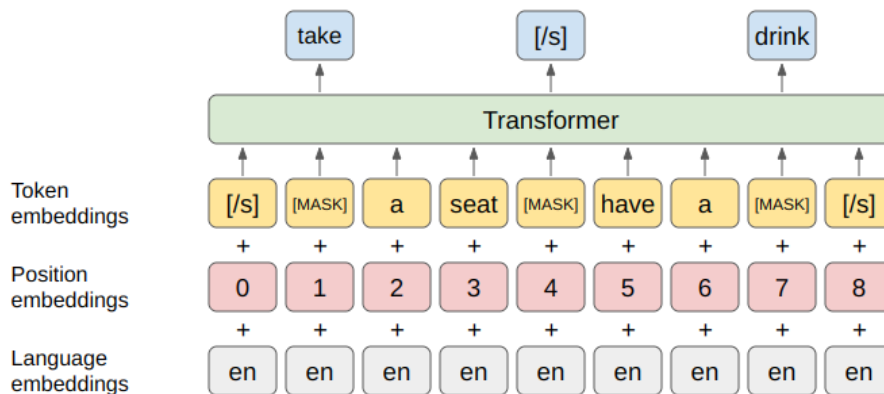 take [/s] drink
Transformer
Token
embeddings
[/s] [MASK] a seat [MASK] have a [MASK] [/s]
+ + + + + + + + +
Position
embeddings
0 1 2 3 4 5 6 7 8
+ + + + + + + + +
Language
embeddings
en en en en en en en en en